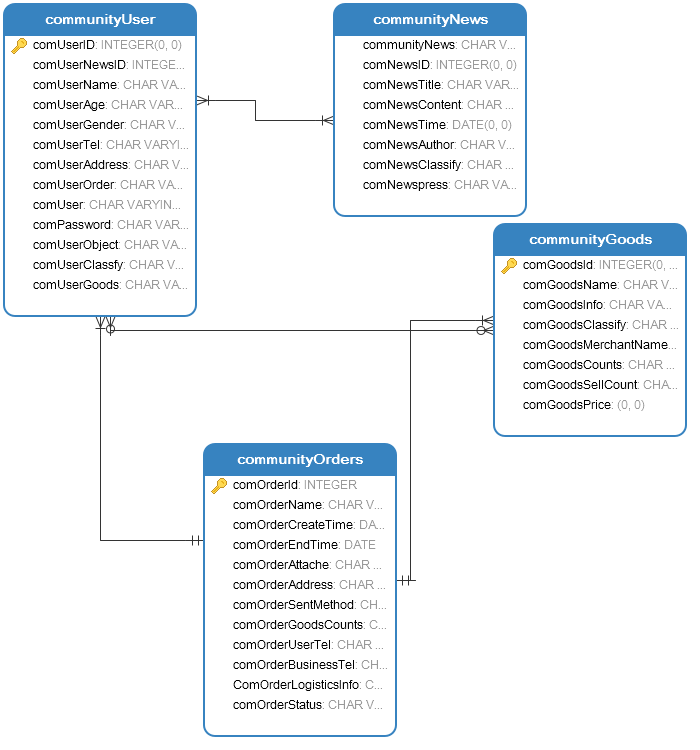 communityUser
comUserID: INTEGER(0, 0)
comUserNewsID: INTEGE...
comUserName: CHAR VA...
comUserAge: CHAR VAR...
comUserGender: CHAR V...
comUserTel: CHAR VARYI...
comUserAddress: CHAR V...
comUserOrder: CHAR VA...
comUser: CHAR VARYIN...
comPassword: CHAR VAR...
comUserObject: CHAR VA...
comUserClassfy: CHAR V...
comUserGoods: CHAR VA...
communityNews
communityNews: CHAR V...
comNewsID: INTEGER(0, 0)
comNewsTitle: CHAR VAR...
comNewsContent: CHAR ...
comNewsTime: DATE(0, 0)
comNewsAuthor: CHAR V...
comNewsClassify: CHAR ...
comNewspress: CHAR VA...
communityGoods
comGoodsId: INTEGER(0, ...
comGoodsName: CHAR V...
comGoodsInfo: CHAR VA...
comGoodsClassify: CHAR ...
comGoodsMerchantName...
comGoodsCounts: CHAR ...
comGoodsSellCount: CHA...
comGoodsPrice: (0, 0)
communityOrders
comOrderId: INTEGER
comOrderName: CHAR V...
comOrderCreateTime: DA...
comOrderEndTime: DATE
comOrderAttache: CHAR ...
comOrderAddress: CHAR ...
comOrderSentMethod: CH...
comOrderGoodsCounts: C...
comOrderUserTel: CHAR ...
comOrderBusinessTel: CH...
ComOrderLogisticsInfo: C...
comOrderStatus: CHAR V...